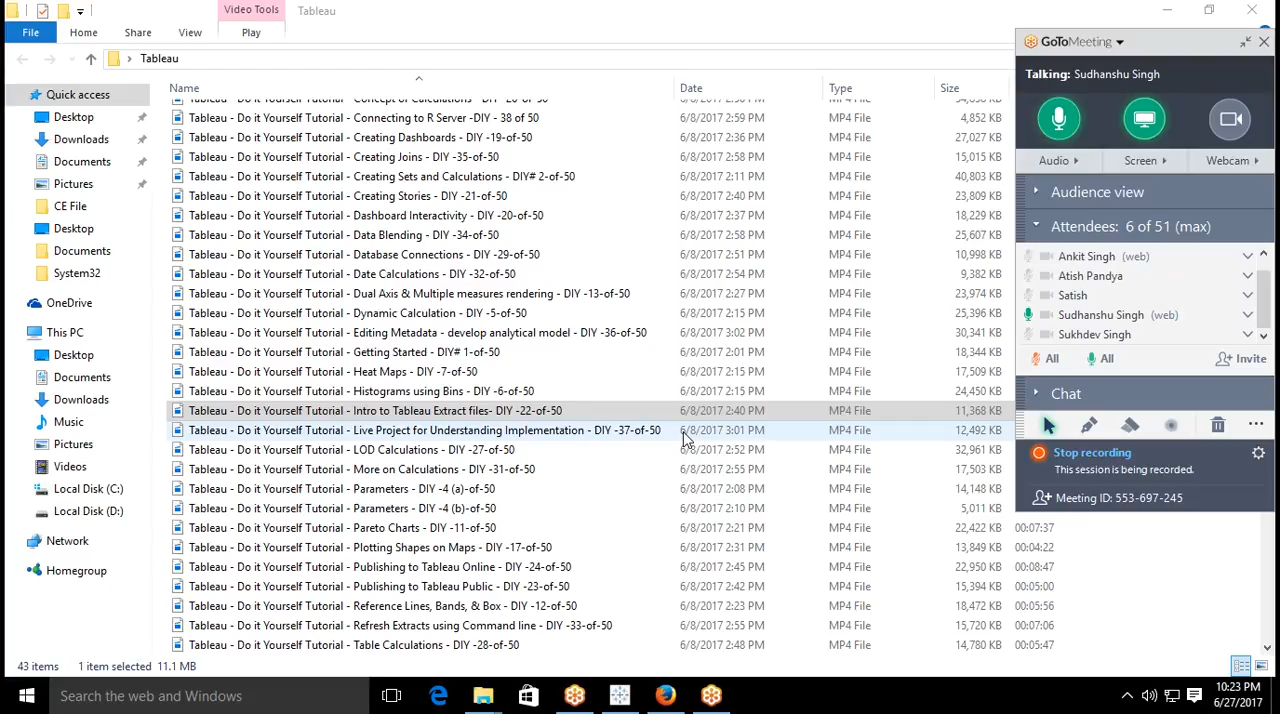 Video Tools
Tableau
File
Home
Share
View
Play
Tableau
Name
Date
Type
Size
Quick access
Desktop
Downloads
Documents
Pictures
CE File
Desktop
Documents
System32
OneDrive
This PC
Desktop
Documents
Downloads
Music
Pictures
Videos
Local Disk (C:)
Local Disk (D:)
Network
Homegroup
Tableau - Do it Yourself Tutorial - Concept of Calculations - DIY -26-of-50 6/8/2017 2:50 PM MP4 File
Tableau - Do it Yourself Tutorial - Connecting to R Server -DIY - 38 of 50 6/8/2017 2:59 PM MP4 File 4,852 KB
Tableau - Do it Yourself Tutorial - Creating Dashboards - DIY -19-of-50 6/8/2017 2:36 PM MP4 File 27,027 KB
Tableau - Do it Yourself Tutorial - Creating Joins - DIY -35-of-50 6/8/2017 2:58 PM MP4 File 15,015 KB
Tableau - Do it Yourself Tutorial - Creating Sets and Calculations - DIY# 2-of-50 6/8/2017 2:11 PM MP4 File 40,803 KB
Tableau - Do it Yourself Tutorial - Creating Stories - DIY -21-of-50 6/8/2017 2:40 PM MP4 File 23,809 KB
Tableau - Do it Yourself Tutorial - Dashboard Interactivity - DIY -20-of-50 6/8/2017 2:37 PM MP4 File 18,229 KB
Tableau - Do it Yourself Tutorial - Data Blending - DIY -34-of-50 6/8/2017 2:58 PM MP4 File 25,607 KB
Tableau - Do it Yourself Tutorial - Database Connections - DIY -29-of-50 6/8/2017 2:51 PM MP4 File 10,998 KB
Tableau - Do it Yourself Tutorial - Date Calculations - DIY -32-of-50 6/8/2017 2:54 PM MP4 File 9,382 KB
Tableau - Do it Yourself Tutorial - Dual Axis & Multiple measures rendering - DIY -13-of-50 6/8/2017 2:27 PM MP4 File 23,974 KB
Tableau - Do it Yourself Tutorial - Dynamic Calculation - DIY -5-of-50 6/8/2017 2:15 PM MP4 File 25,396 KB
Tableau - Do it Yourself Tutorial - Editing Metadata - develop analytical model - DIY -36-of-50 6/8/2017 3:02 PM MP4 File 30,341 KB
Tableau - Do it Yourself Tutorial - Getting Started - DIY# 1-of-50 6/8/2017 2:01 PM MP4 File 18,344 KB
Tableau - Do it Yourself Tutorial - Heat Maps - DIY -7-of-50 6/8/2017 2:15 PM MP4 File 17,509 KB
Tableau - Do it Yourself Tutorial - Histograms using Bins - DIY -6-of-50 6/8/2017 2:15 PM MP4 File 24,450 KB
Tableau - Do it Yourself Tutorial - Intro to Tableau Extract files- DIY -22-of-50 6/8/2017 2:40 PM MP4 File 11,368 KB
Tableau - Do it Yourself Tutorial - Live Project for Understanding Implementation - DIY -37-of-50 6/8/2017 3:01 PM MP4 File 12,492 KB
Tableau - Do it Yourself Tutorial - LOD Calculations - DIY -27-of-50 6/8/2017 2:52 PM MP4 File 32,961 KB
Tableau - Do it Yourself Tutorial - More on Calculations - DIY -31-of-50 6/8/2017 2:55 PM MP4 File 17,503 KB
Tableau - Do it Yourself Tutorial - Parameters - DIY -4 (a)-of-50 6/8/2017 2:08 PM MP4 File 14,148 KB
Tableau - Do it Yourself Tutorial - Parameters - DIY -4 (b)-of-50 6/8/2017 2:10 PM MP4 File 5,011 KB
Tableau - Do it Yourself Tutorial - Pareto Charts - DIY -11-of-50 6/8/2017 2:21 PM MP4 File 22,422 KB 00:07:37
Tableau - Do it Yourself Tutorial - Plotting Shapes on Maps - DIY -17-of-50 6/8/2017 2:31 PM MP4 File 13,849 KB 00:04:22
Tableau - Do it Yourself Tutorial - Publishing to Tableau Online - DIY -24-of-50 6/8/2017 2:45 PM MP4 File 22,950 KB 00:08:47
Tableau - Do it Yourself Tutorial - Publishing to Tableau Public - DIY -23-of-50 6/8/2017 2:42 PM MP4 File 15,394 KB 00:05:00
Tableau - Do it Yourself Tutorial - Reference Lines, Bands, & Box - DIY -12-of-50 6/8/2017 2:23 PM MP4 File 18,472 KB 00:05:56
Tableau - Do it Yourself Tutorial - Refresh Extracts using Command line - DIY -33-of-50 6/8/2017 2:55 PM MP4 File 15,720 KB 00:07:06
Tableau - Do it Yourself Tutorial - Table Calculations - DIY -28-of-50 6/8/2017 2:48 PM MP4 File 14,780 KB 00:05:47
GoToMeeting
Talking: Sudhanshu Singh
Audio
Screen
Webcam
Audience view
Attendees: 6 of 51 (max)
Ankit Singh (web)
Atish Pandya
Satish
Sudhanshu Singh (web)
Sukhdev Singh
All
All
Invite
Chat
Stop recording
This session is being recorded.
Meeting ID: 553-697-245
43 items 1 item selected 11.1 MB
Search the web and Windows
10:23 PM
6/27/2017